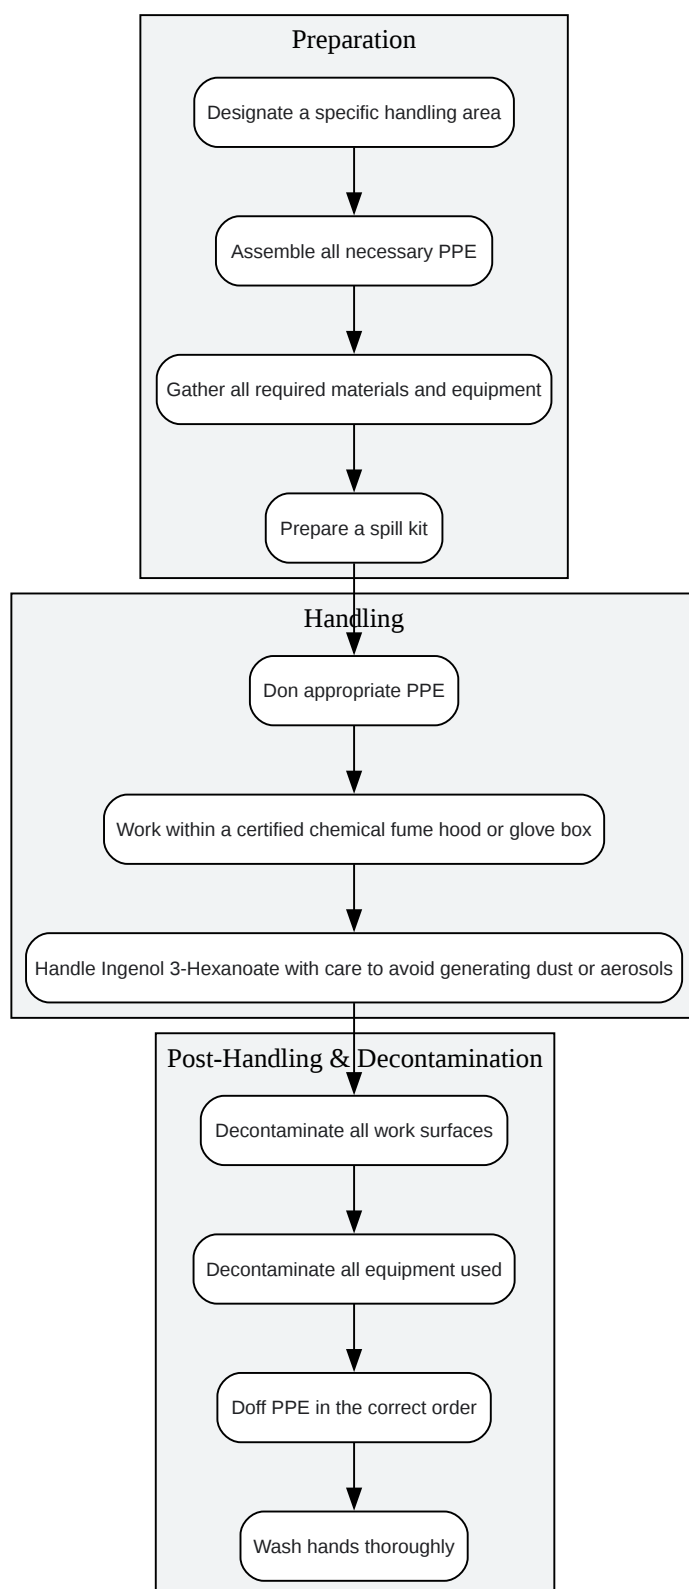 Preparation
Designate a specific handling area
Assemble all necessary PPE
Gather all required materials and equipment
Prepare a spill kit
Handling
Don appropriate PPE
Work within a certified chemical fume hood or glove box
Handle Ingenol 3-Hexanoate with care to avoid generating dust or aerosols
Post-Handling & Decontamination
Decontaminate all work surfaces
Decontaminate all equipment used
Doff PPE in the correct order
Wash hands thoroughly